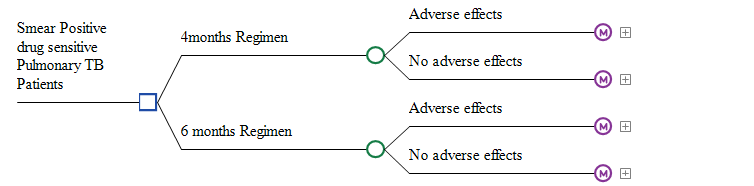 Smear Positive
drug sensitive
Pulmonary TB
Patients
4months Regimen
Adverse effects
M
No adverse effects
M
6 months Regimen
Adverse effects
M
No adverse effects
M